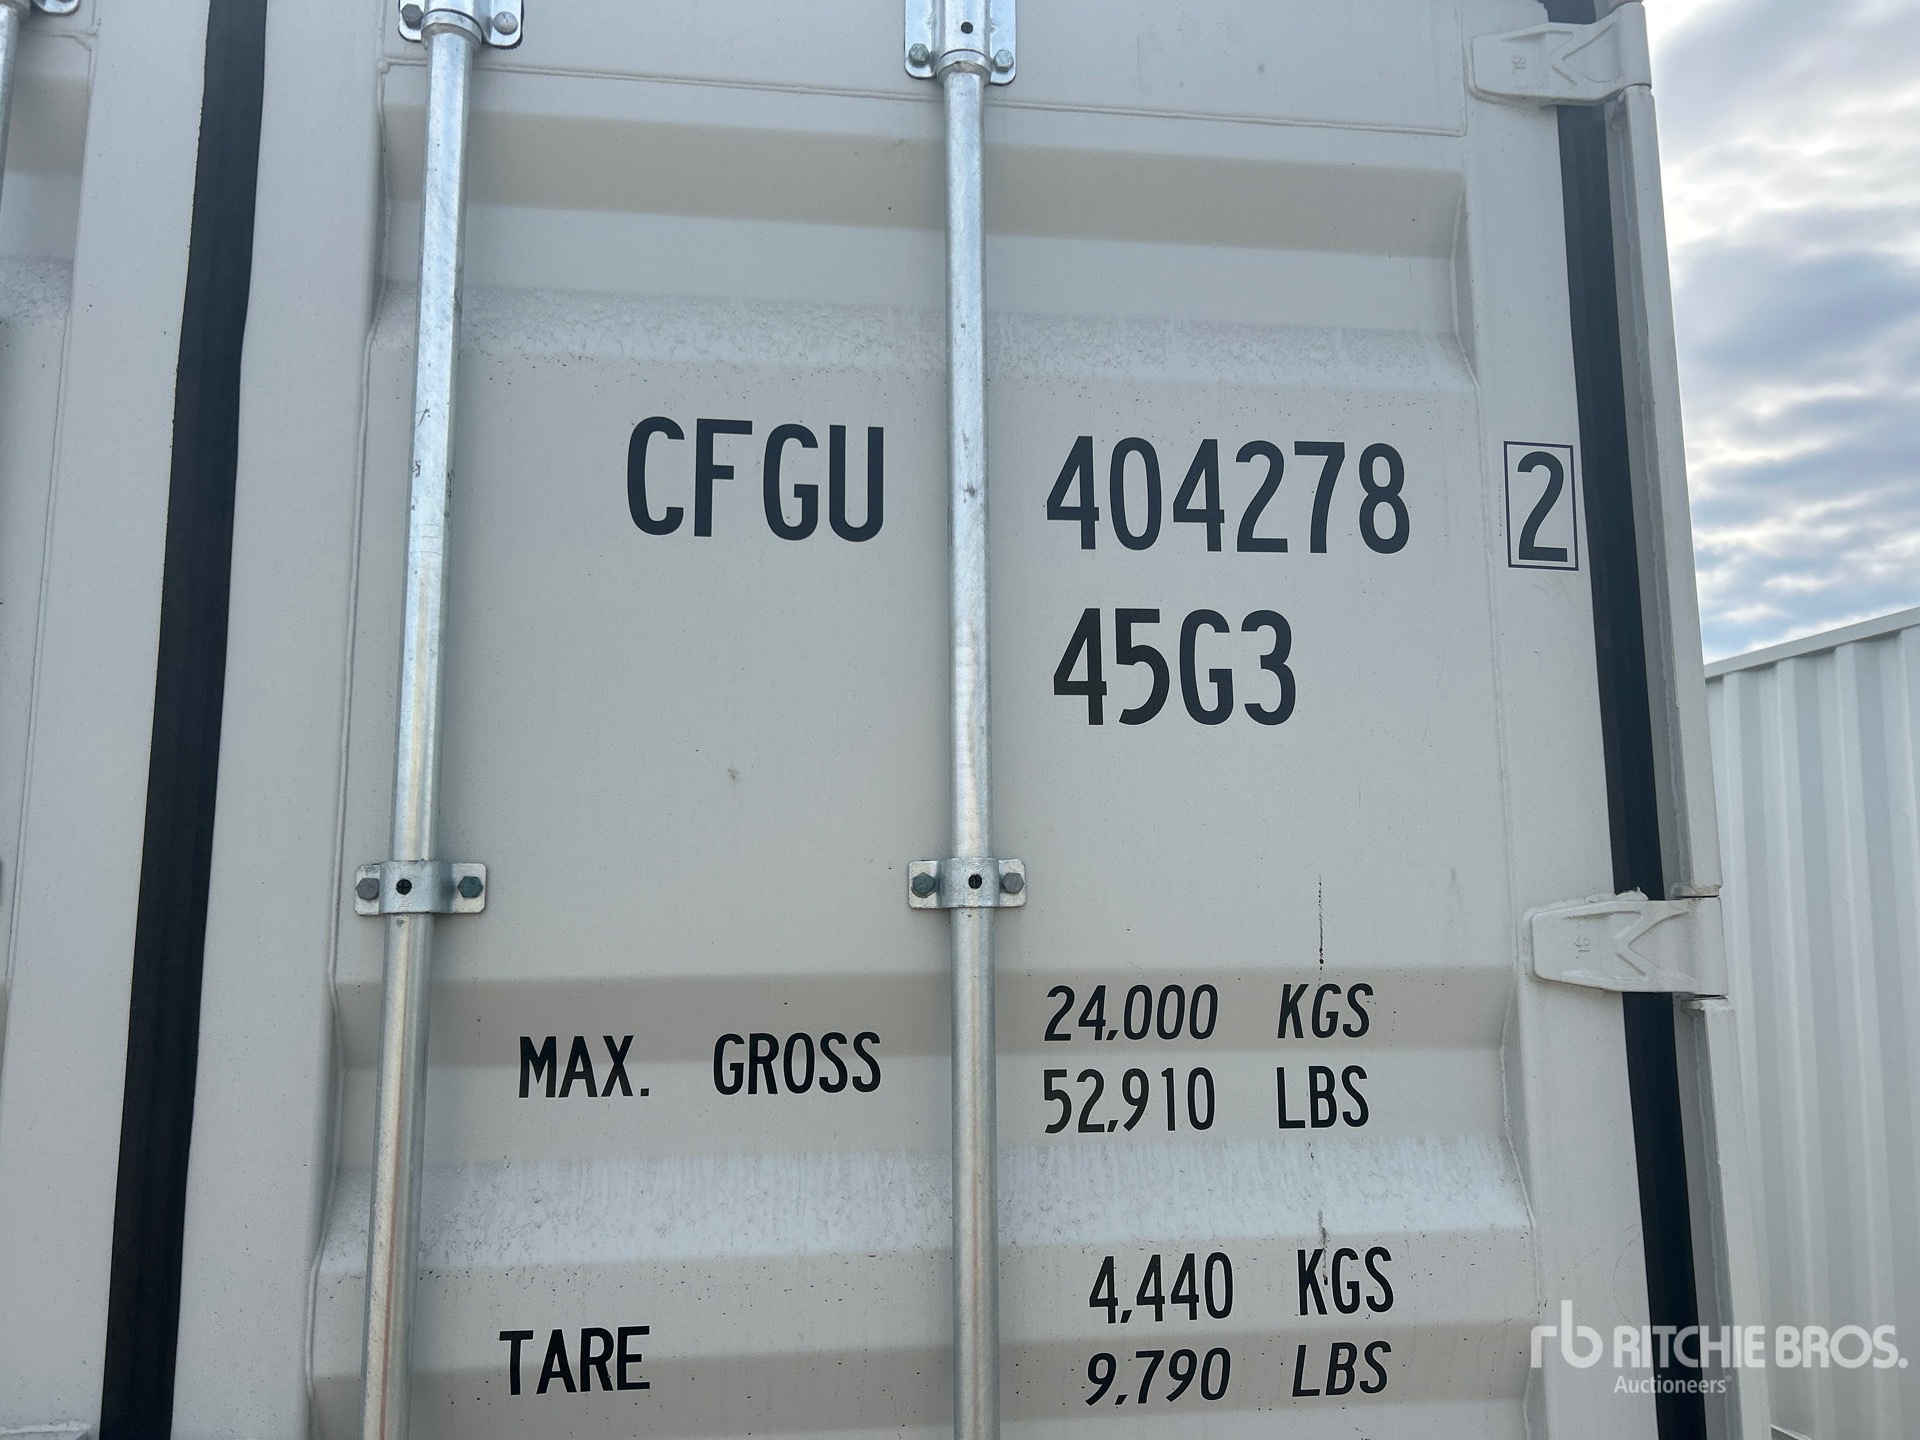 CFGU 404278 2
45G3
MAX. GROSS 24,000 KGS
52,910 LBS
TARE 4,440 KGS
9,790 LBS
rb RITCHIE BROS.
Auctioneers